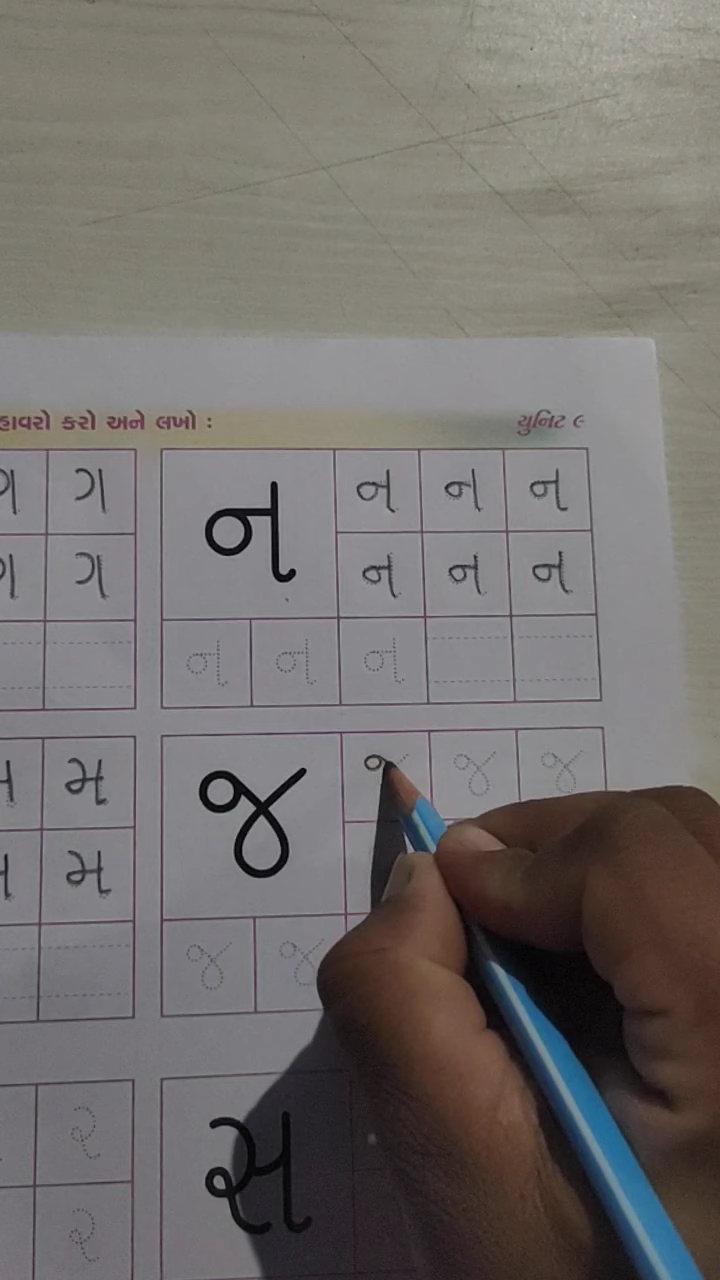 હાવરો કરો અને લખો : યુનિટ ૯
ગ ગ ન ન ન ન
ગ ગ ન ન ન
ન ન ન
મ જ જ જ જ
મ
જ જ
ર સ
ર